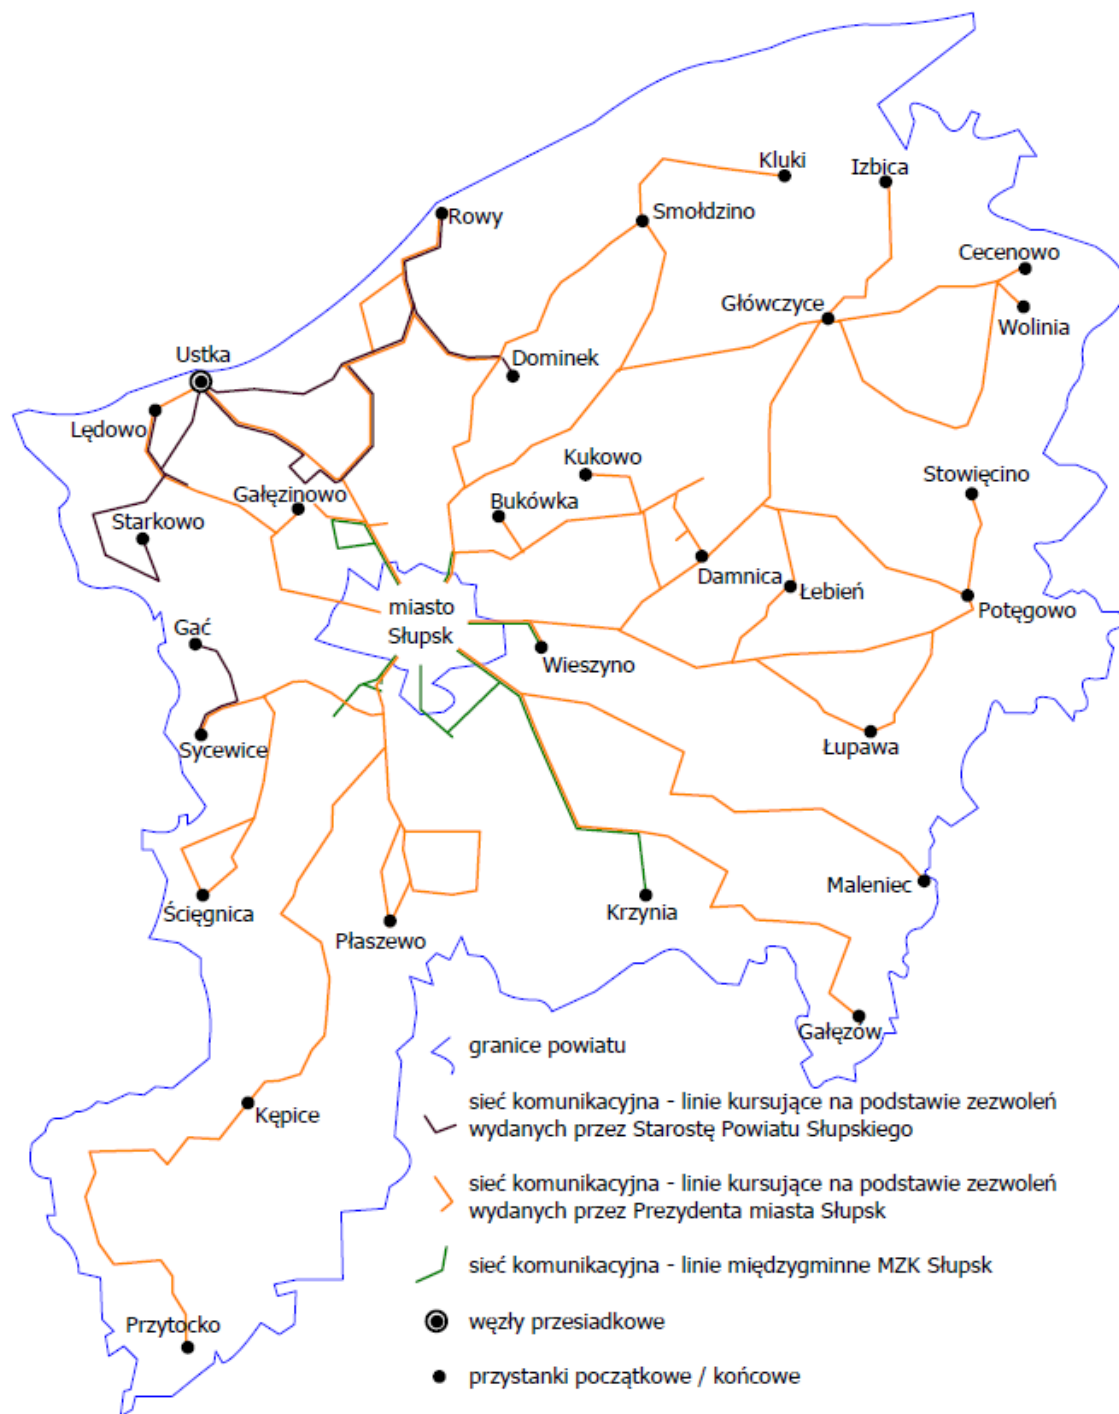 Kluki
Izbica
Rowy
Smołdzino
Cecenowo
Główczyce
Wolinia
Ustka
Dominek
Lędowo
Kukowo
Stowięcino
Gałęzinowo
Bukówka
Starkowo
Damnica
Łebień
Potęgowo
miasto
Słupsk
Gać
Wieszyno
Sycewice
Łupawa
Maleniec
Ścięgnica
Krzynia
Płaszewo
Gałęzów
granice powiatu
sieć komunikacyjna - linie kursujące na podstawie zezwoleń
wydanych przez Starostę Powiatu Słupskiego
Kępice
sieć komunikacyjna - linie kursujące na podstawie zezwoleń
wydanych przez Prezydenta miasta Słupsk
sieć komunikacyjna - linie międzygminne MZK Słupsk
Przytocko
węzły przesiadkowe
przystanki początkowe / końcowe